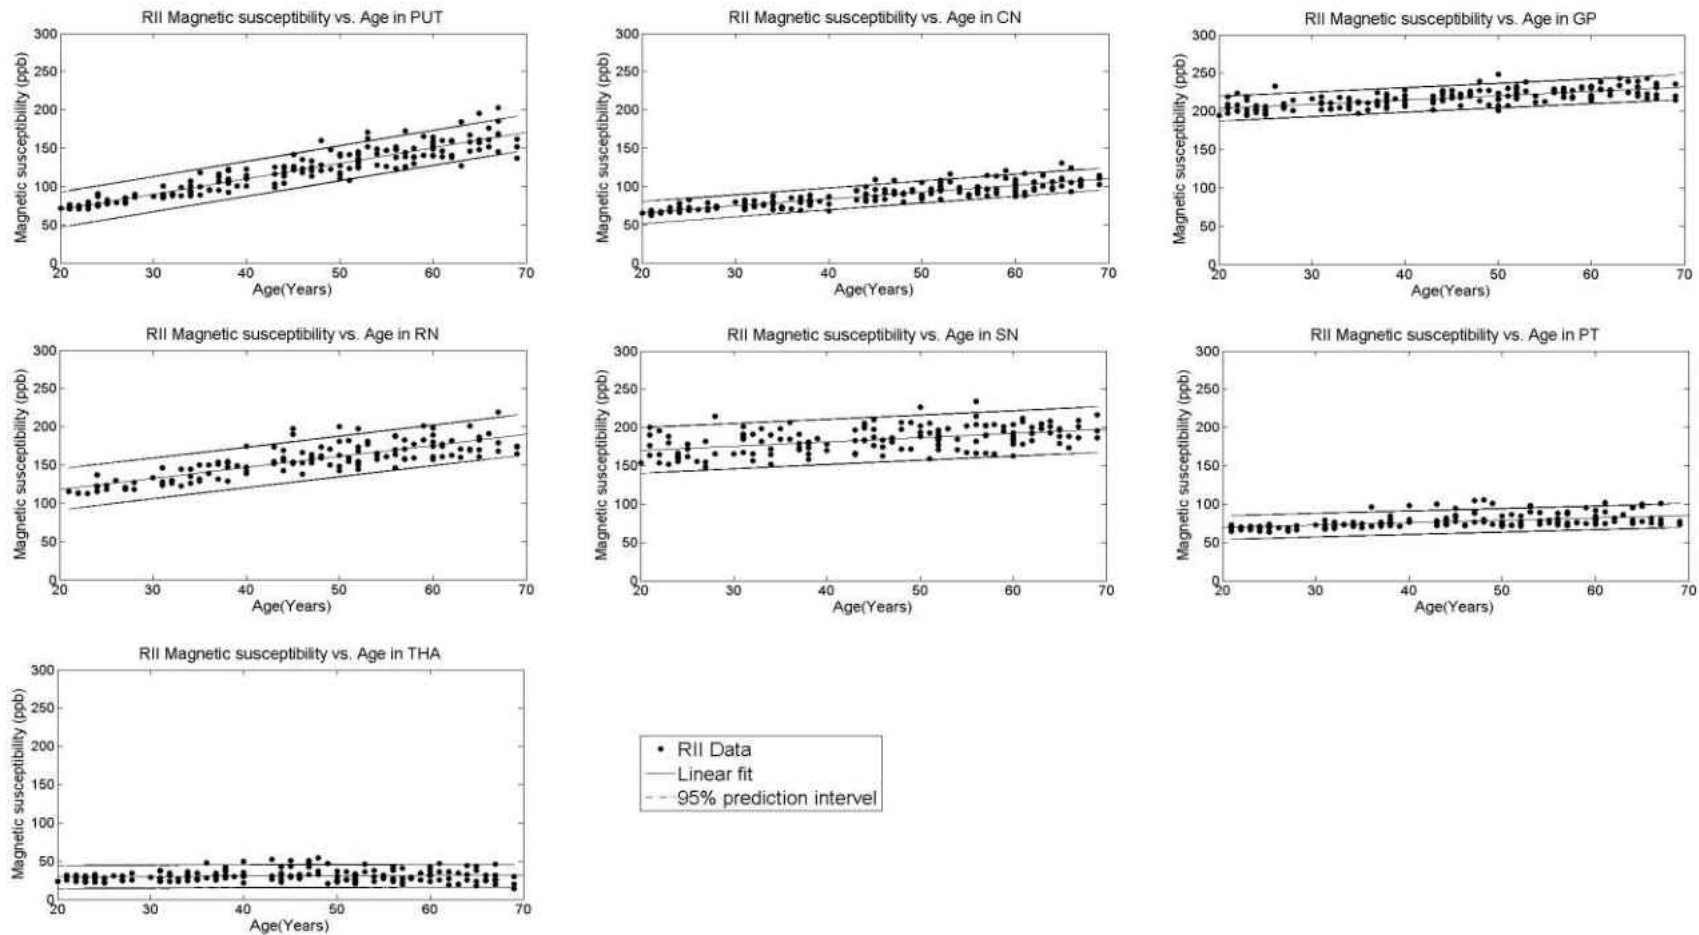 RII Magnetic susceptibility vs. Age in PUT
Magnetic susceptibility (ppb)
300
250
200
150
100
50
0
20 30 40 50 60 70
Age(Years)
RII Magnetic susceptibility vs. Age in CN
Magnetic susceptibility (ppb)
300
250
200
150
100
50
0
20 30 40 50 60 70
Age(Years)
RII Magnetic susceptibility vs. Age in GP
Magnetic susceptibility (ppb)
300
250
200
150
100
50
0
20 30 40 50 60 70
Age(Years)
RII Magnetic susceptibility vs. Age in RN
Magnetic susceptibility (ppb)
300
250
200
150
100
50
0
20 30 40 50 60 70
Age(Years)
RII Magnetic susceptibility vs. Age in SN
Magnetic susceptibility (ppb)
300
250
200
150
100
50
0
20 30 40 50 60 70
Age(Years)
RII Magnetic susceptibility vs. Age in PT
Magnetic susceptibility (ppb)
300
250
200
150
100
50
0
20 30 40 50 60 70
Age(Years)
RII Magnetic susceptibility vs. Age in THA
Magnetic susceptibility (ppb)
300
250
200
150
100
50
0
20 30 40 50 60 70
Age(Years)
RII Data
Linear fit
95% prediction intervel